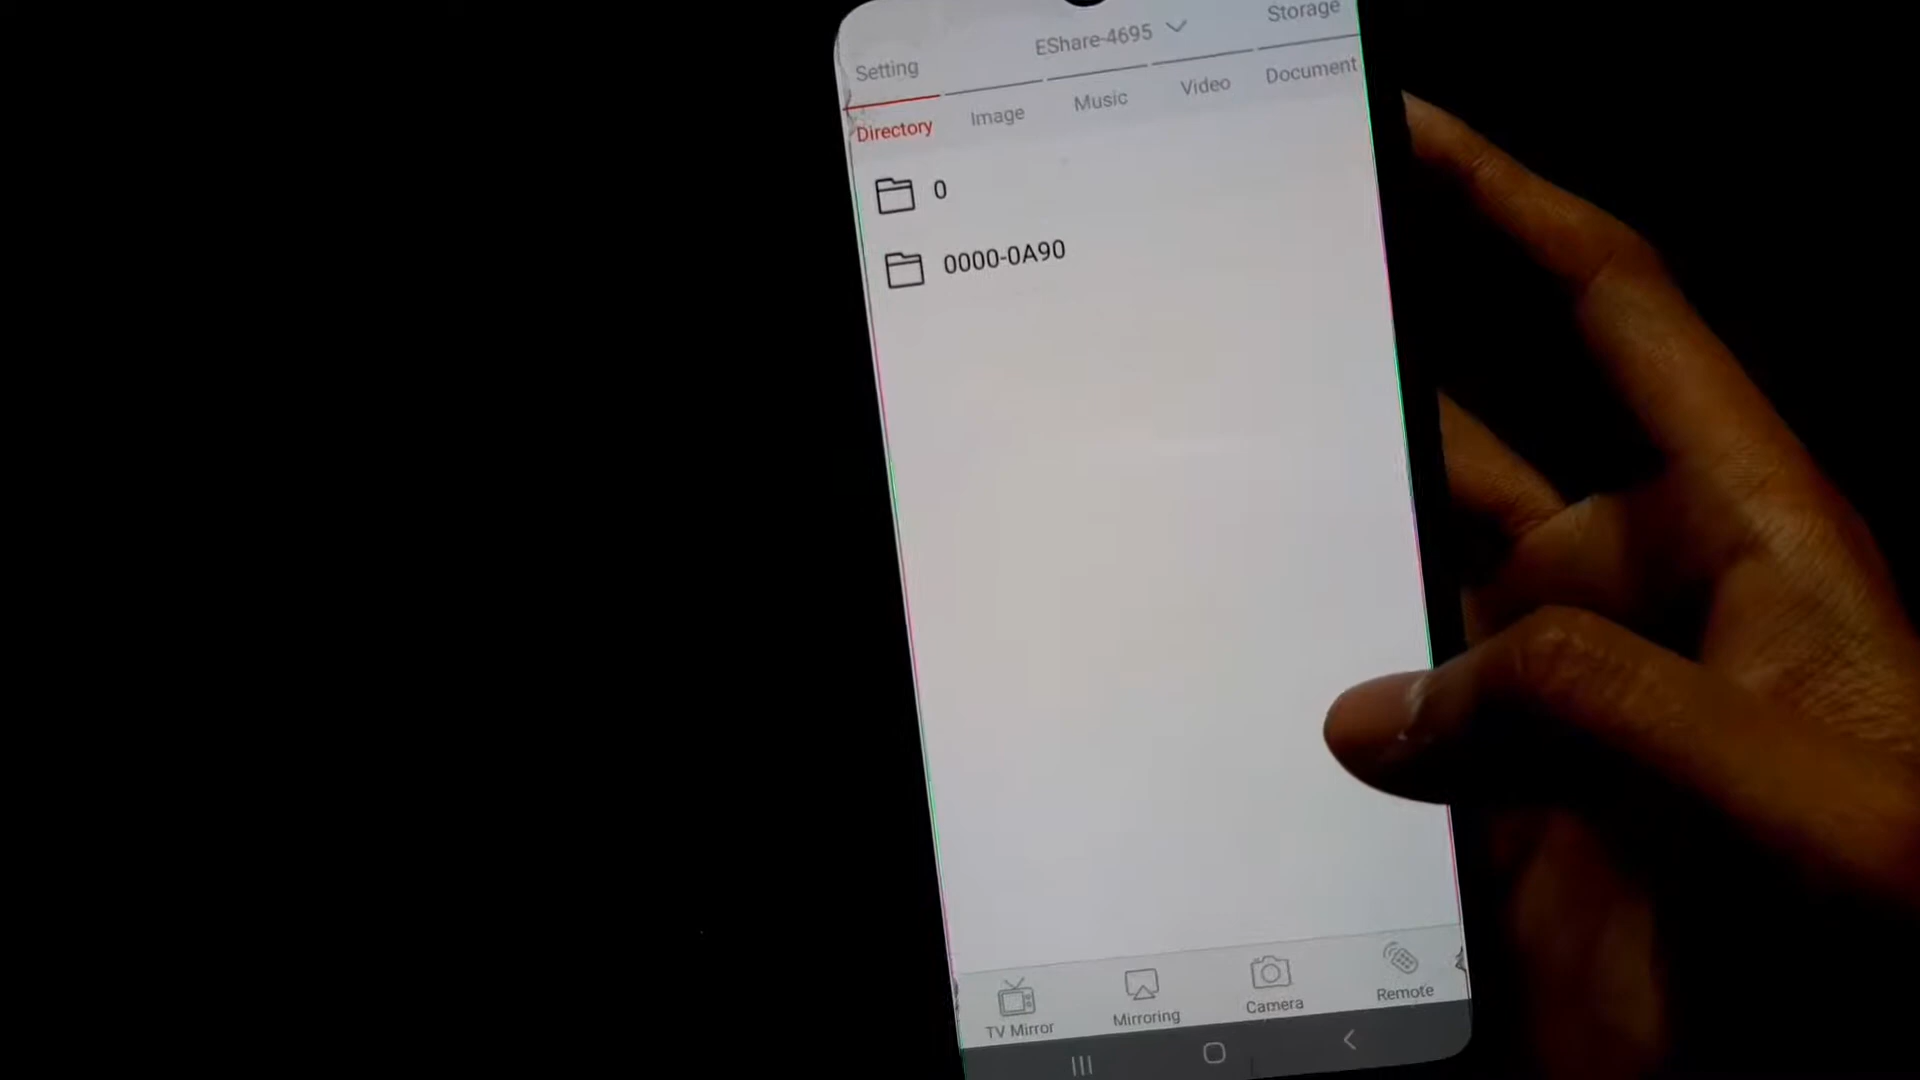 Setting EShare-4695 Storage
Directory Image Music Video Document
0
0000-0A90
TV Mirror Mirroring Camera Remote